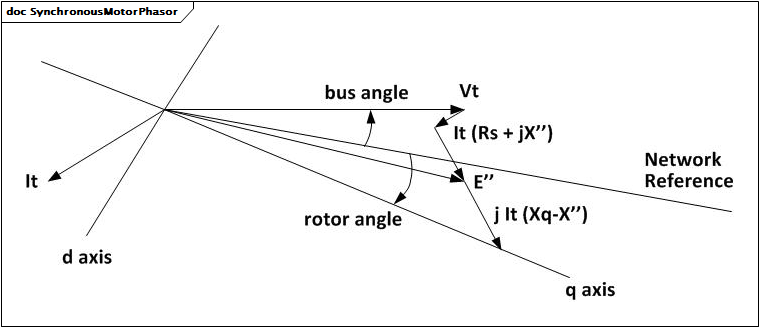 doc SynchronousMotorPhasor
bus angle
Vt
It (Rs + jX’’)
Network
Reference
It
E’’
rotor angle
j It (Xq-X’’)
d axis
q axis